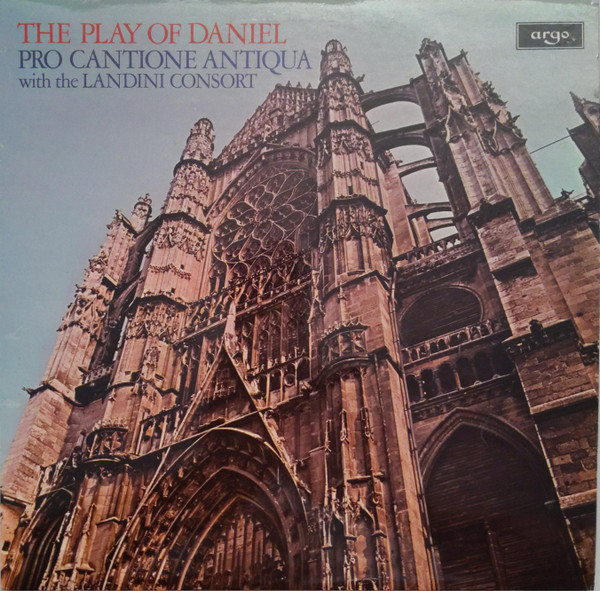 THE PLAY OF DANIEL
PRO CANTIONE ANTIQUA
with the LANDINI CONSORT
argo